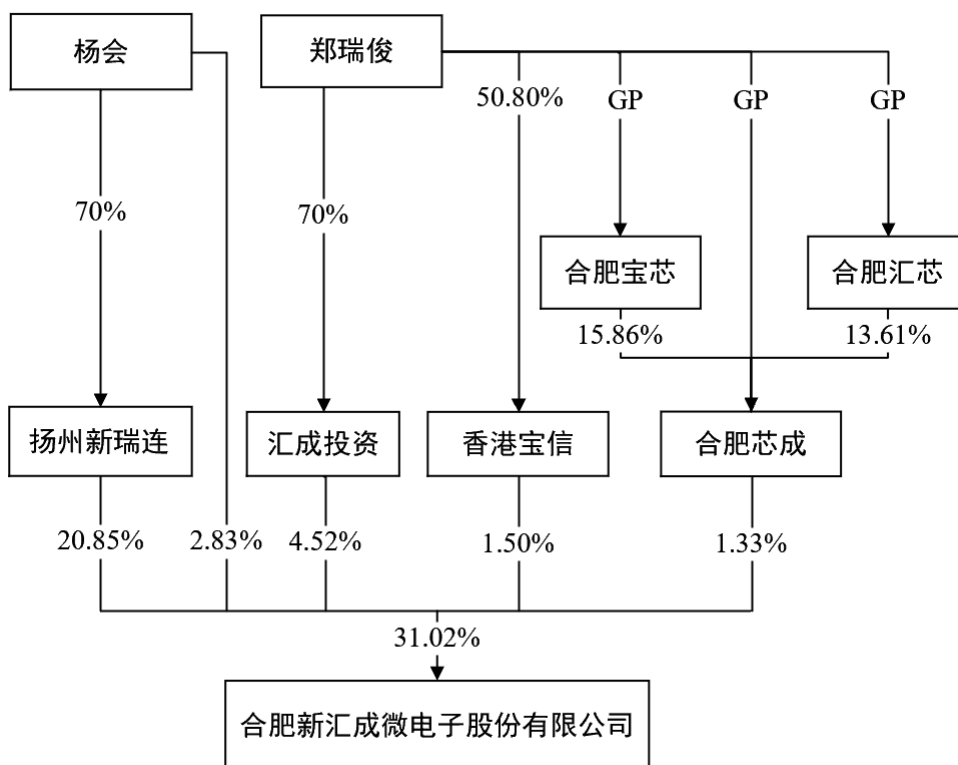 杨会
郑瑞俊
50.80%
GP
GP
GP
70%
70%
合肥宝芯
合肥汇芯
15.86%
13.61%
扬州新瑞连
汇成投资
香港宝信
合肥芯成
20.85%
2.83%
4.52%
1.50%
1.33%
31.02%
合肥新汇成微电子股份有限公司